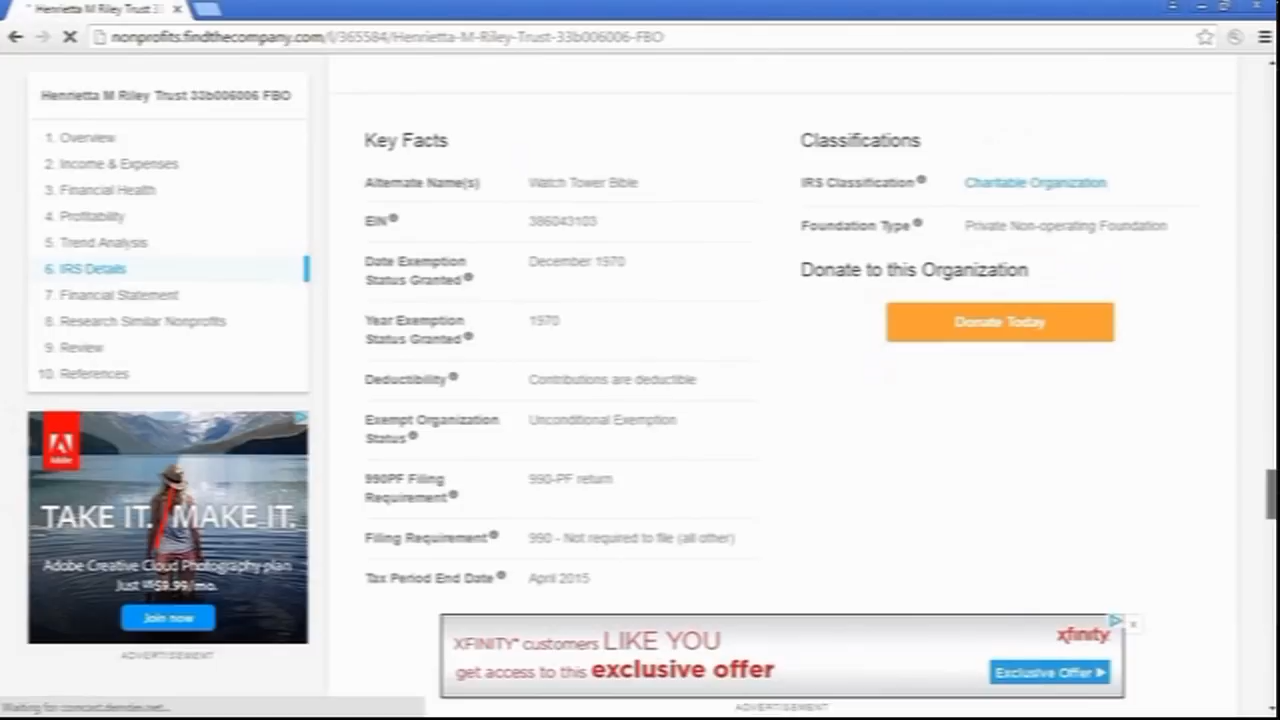 Henrietta M Riley Trust 33
nonprofits.findthecompany.com/l/365584/Henrietta-M-Riley-Trust-33b006006-FBO
Henrietta M Riley Trust 33b006006 FBO
1. Overview
2. Income & Expenses
3. Financial Health
4. Profitability
5. Trend Analysis
6. IRS Details
7. Financial Statement
8. Research Similar Nonprofits
9. Review
10. References
Key Facts
Alternate Name(s) Watch Tower Bible
EIN 386043103
Date Exemption December 1970
Status Granted
Year Exemption 1970
Status Granted
Deductibility Contributions are deductible
Exempt Organization Unconditional Exemption
Status
990PF Filing 990-PF return
Requirement
Filing Requirement 990 - Not required to file (all other)
Tax Period End Date April 2015
Classifications
IRS Classification Charitable Organization
Foundation Type Private Non-operating Foundation
Donate to this Organization
Donate Today
Adobe
TAKE IT. MAKE IT.
Adobe Creative Cloud Photography plan
Just US$9.99/mo.
Join now
ADVERTISEMENT
XFINITY® customers LIKE YOU
get access to this exclusive offer
xfinity
Exclusive Offer
ADVERTISEMENT